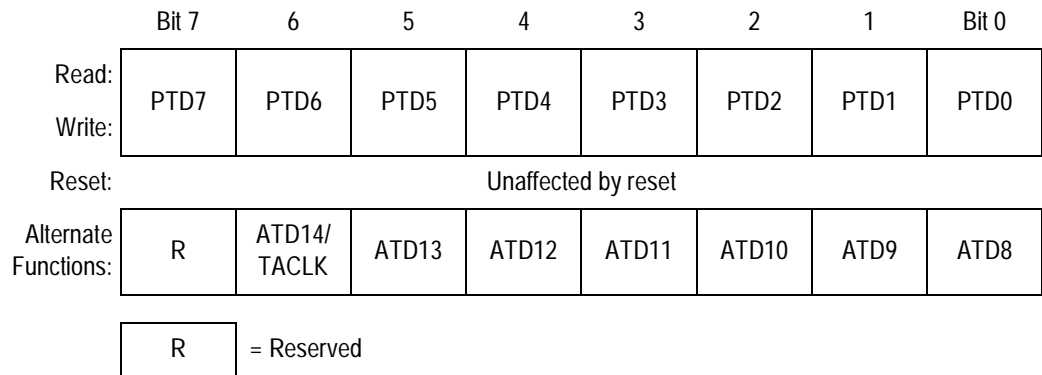 Bit 7 6 5 4 3 2 1 Bit 0
Read:
PTD7 PTD6 PTD5 PTD4 PTD3 PTD2 PTD1 PTD0
Write:
Reset: Unaffected by reset
Alternate Functions: R ATD14/ TACLK ATD13 ATD12 ATD11 ATD10 ATD9 ATD8
R = Reserved